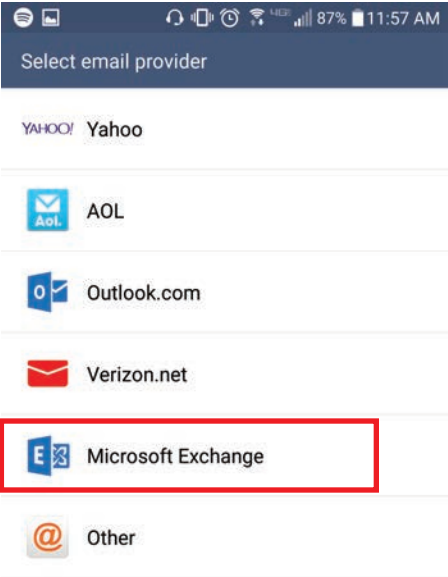 87% 11:57 AM
Select email provider
YAHOO! Yahoo
Aol. AOL
Outlook.com
Verizon.net
Microsoft Exchange
@ Other